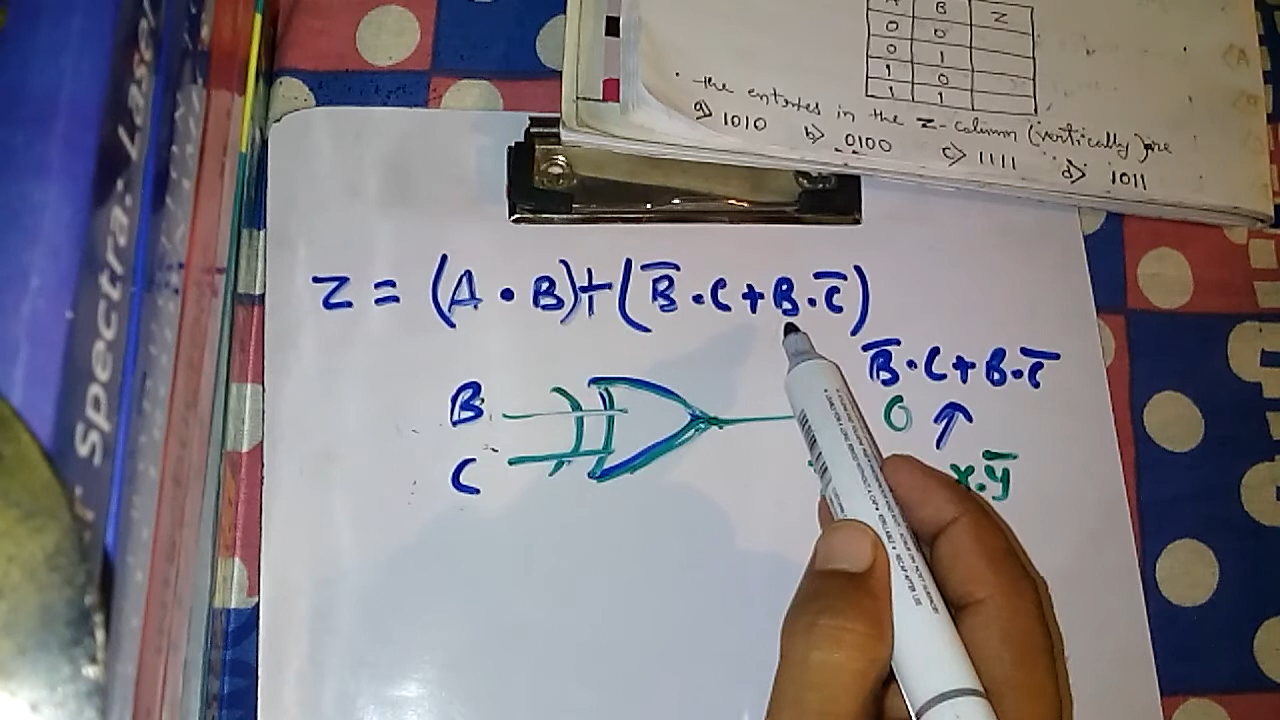 A B Z
0 0
0 1
1 0
1 1
the entries in the Z-column (vertically) are
a) 1010 b) 0100 c) 1111 d) 1011
Spectra: Laser
Z = (A · B) + (B̅ · C + B · C̅)
B̅ · C + B · C̅
B
0
C
Y̅